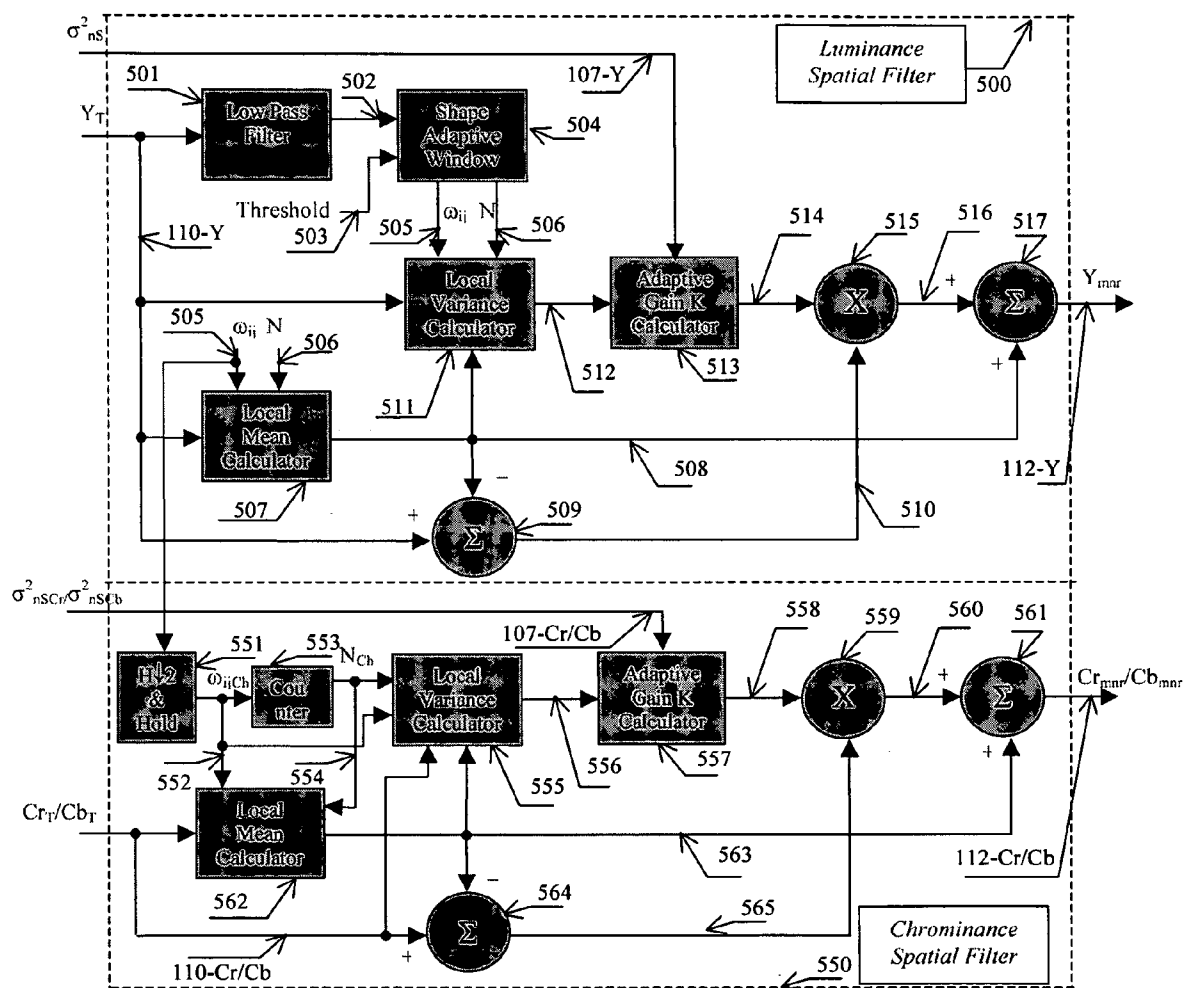 σ²nS
Luminance
Spatial Filter
500
107-Y
501
502
504
YT
Low Pass
Filter
Shape
Adaptive
Window
Threshold
503
ωij N
505
506
110-Y
514
515
516
517
Local
Variance
Calculator
Adaptive
Gain K
Calculator
X
+
Σ
Ymnr
505
ωij N
506
511
512
513
+
Local
Mean
Calculator
507
508
112-Y
−
+
Σ
509
510
σ²nSCr/σ²nSCb
107-Cr/Cb
558
559
560
561
551
553
NCb
H↓2
& Hold
ωijCb
Cou
nter
Local
Variance
Calculator
Adaptive
Gain K
Calculator
X
+
Σ
Crmnr/Cbmnr
+
552
554
555
556
557
CrT/CbT
Local
Mean
Calculator
563
112-Cr/Cb
562
−
564
Σ
+
565
110-Cr/Cb
550
Chrominance
Spatial Filter